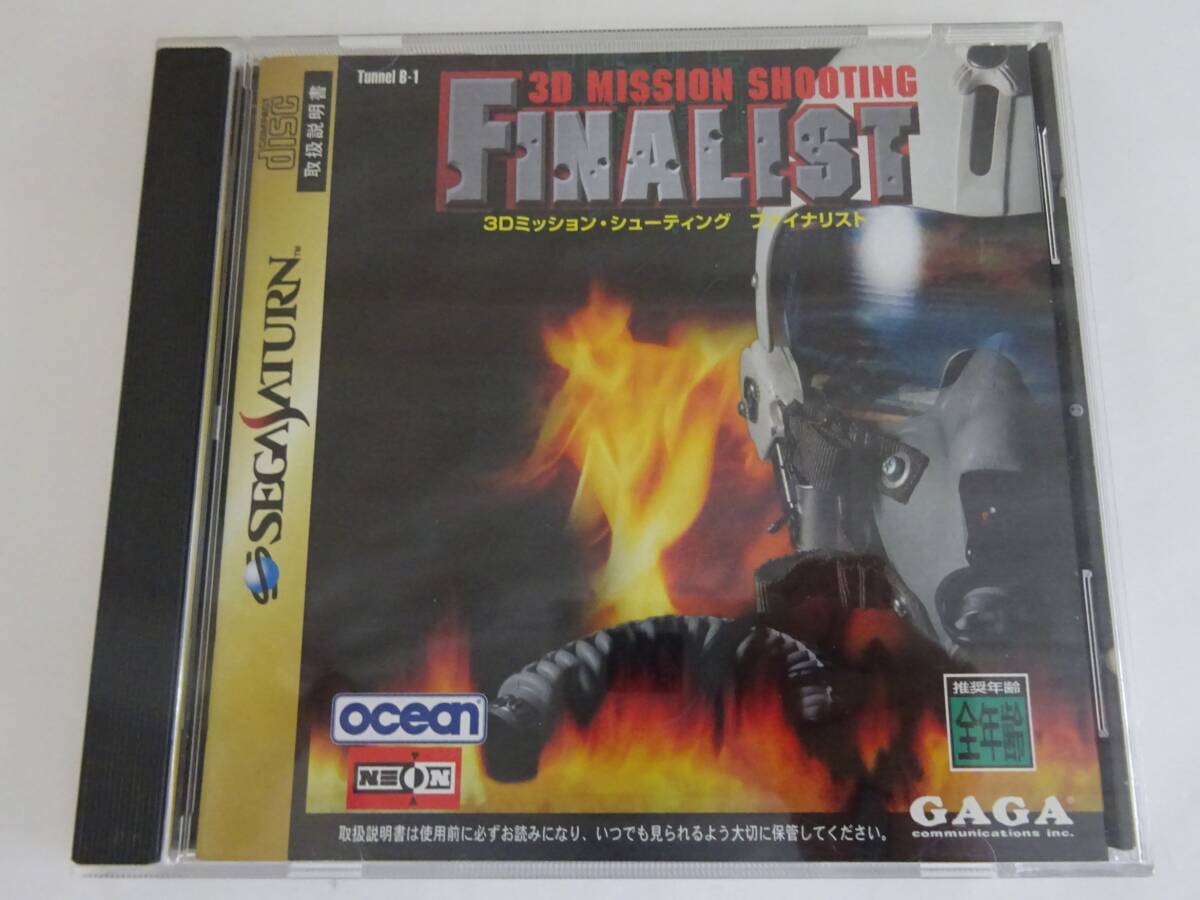 Tunnel B-1
3D MISSION SHOOTING
FINALIST
3Dミッション・シューティング ファイナリスト
COMPACT
disc
取扱説明書
SEGA SATURN™
ocean
NEON
推奨年齢
全年齢
GAGA
communications inc.
取扱説明書は使用前に必ずお読みになり、いつでも見られるよう大切に保管してください。